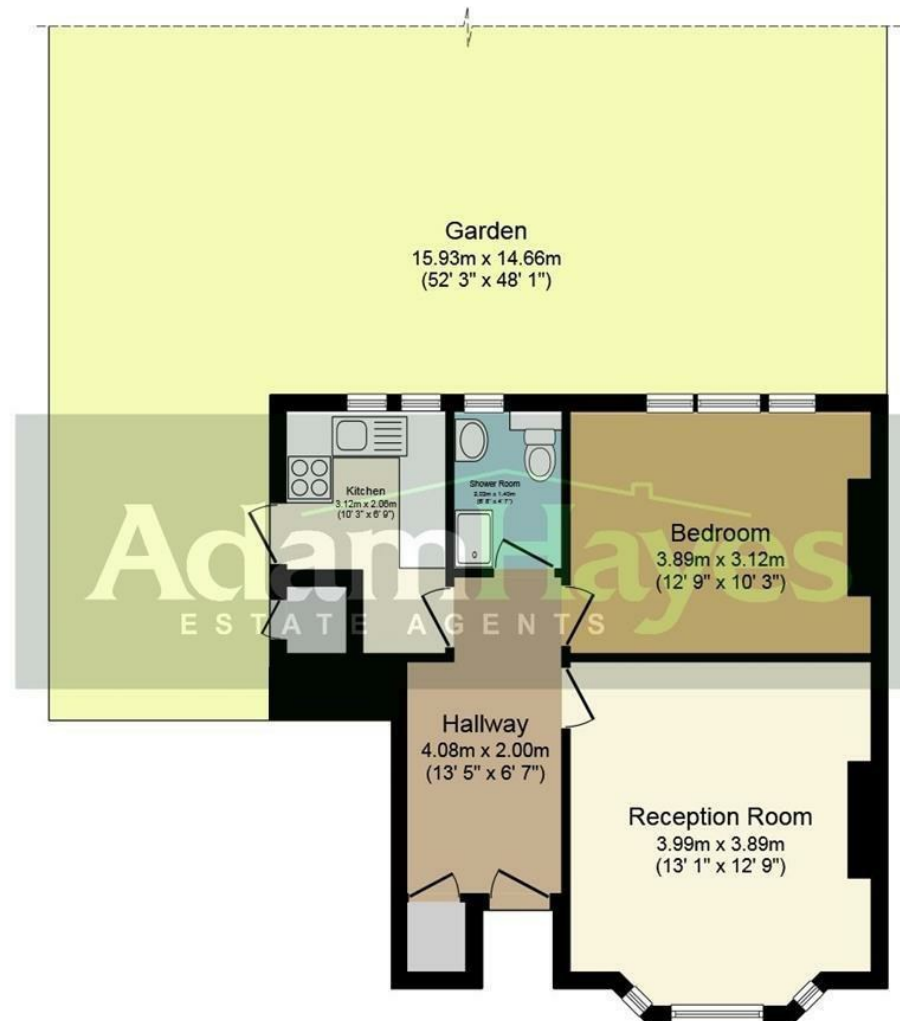 Garden
15.93m x 14.66m
(52' 3" x 48' 1")
Kitchen
3.12m x 2.06m
(10' 3" x 6' 9")
Shower Room
Bedroom
3.89m x 3.12m
(12' 9" x 10' 3")
AdamHayes
ESTATE AGENTS
Hallway
4.08m x 2.00m
(13' 5" x 6' 7")
Reception Room
3.99m x 3.89m
(13' 1" x 12' 9")